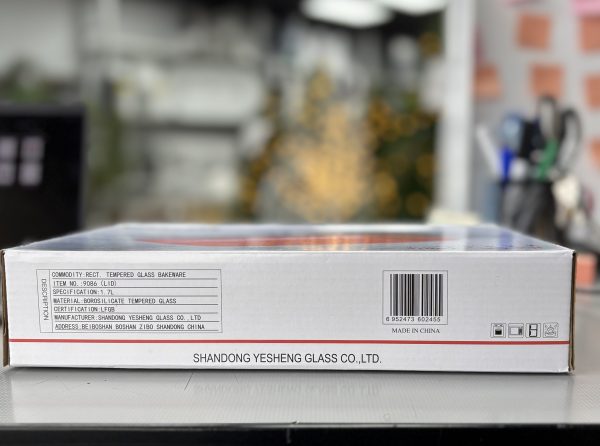 DESCRIPTION
COMMODITY:RECT. TEMPERED GLASS BAKEWARE
ITEM NO.:9086 (LID)
SPECIFICATION:1.7L
MATERIAL:BOROSILICATE TEMPERED GLASS
CERTIFICATION:LFGB
MANUFACTURER:SHANDONG YESHENG GLASS CO.,LTD
ADDRESS:BEIBOSHAN BOSHAN ZIBO SHANDONG CHINA
6 952473 602455
MADE IN CHINA
SHANDONG YESHENG GLASS CO.,LTD.